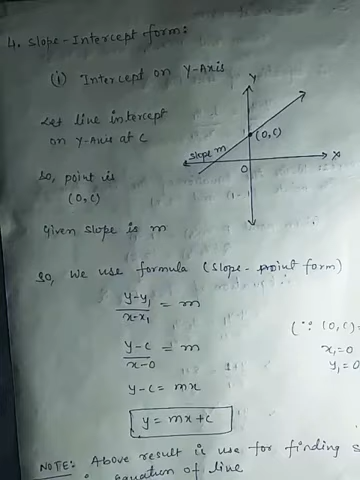 4. Slope-Intercept form:
(i) Intercept on Y-Axis
Let line intercept
on Y-Axis at C
So, point is
(0,C)
Given slope is m
Y
(0,C)
slope m
X
O
So, We use formula (slope-point form)
y-y₁/x-x₁ = m
(∵ (0,C)=
y-c/x-0 = m
x₁=0
y₁=0
y-c = mx
y = mx+c
NOTE: Above result is use for finding s
equation of line